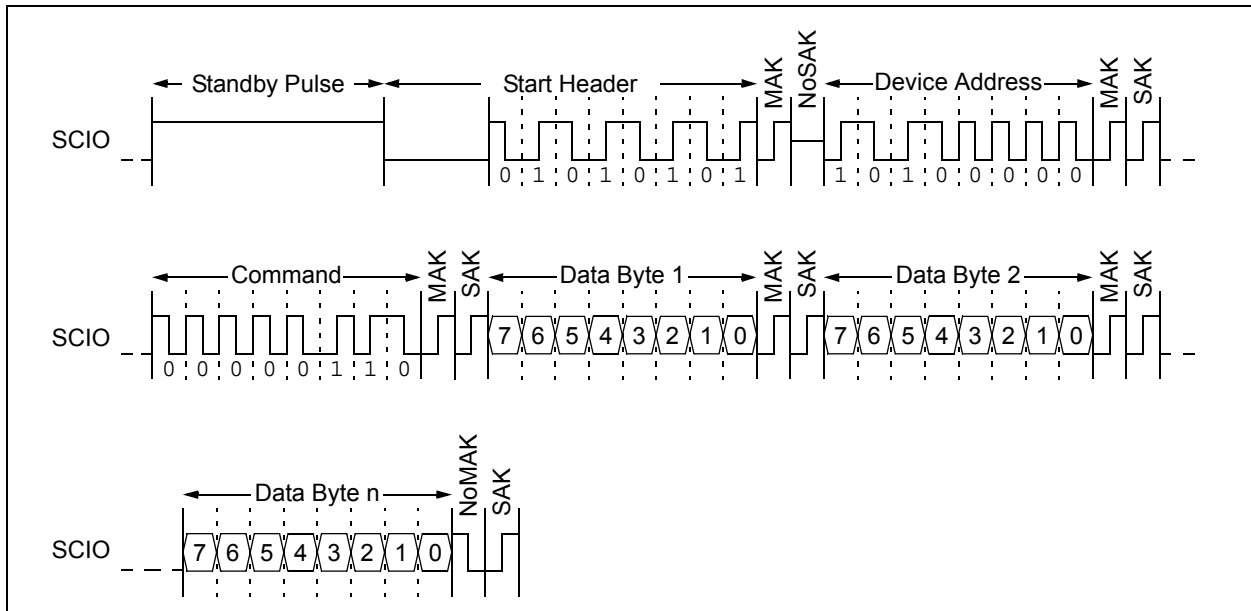 Standby Pulse Start Header MAK NoSAK Device Address MAK SAK
SCIO
0 1 0 1 0 1 0 1 1 0 1 0 0 0 0 0
Command MAK SAK Data Byte 1 MAK SAK Data Byte 2 MAK SAK
SCIO 7 6 5 4 3 2 1 0 7 6 5 4 3 2 1 0
0 0 0 0 0 1 1 0
Data Byte n NoMAK SAK
SCIO 7 6 5 4 3 2 1 0